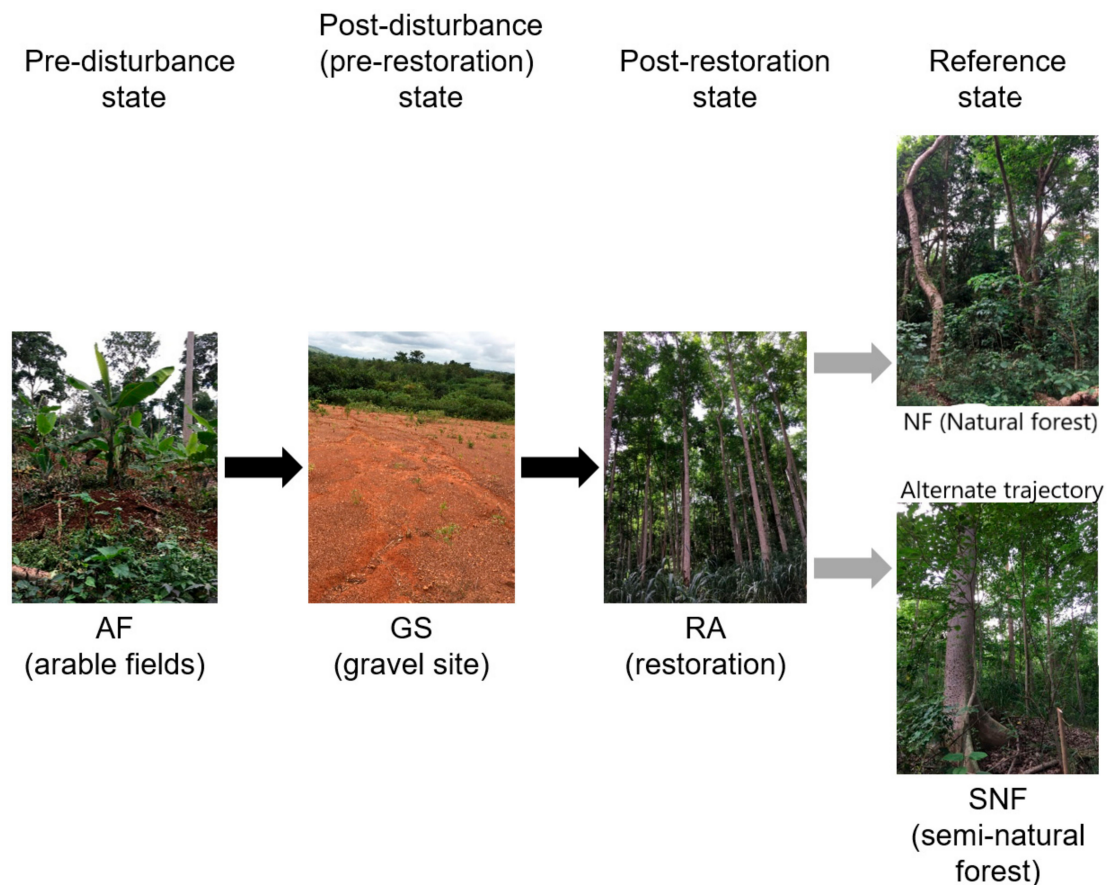 Pre-disturbance
state
Post-disturbance
(pre-restoration)
state
Post-restoration
state
Reference
state
NF (Natural forest)
Alternate trajectory
AF
(arable fields)
GS
(gravel site)
RA
(restoration)
SNF
(semi-natural
forest)